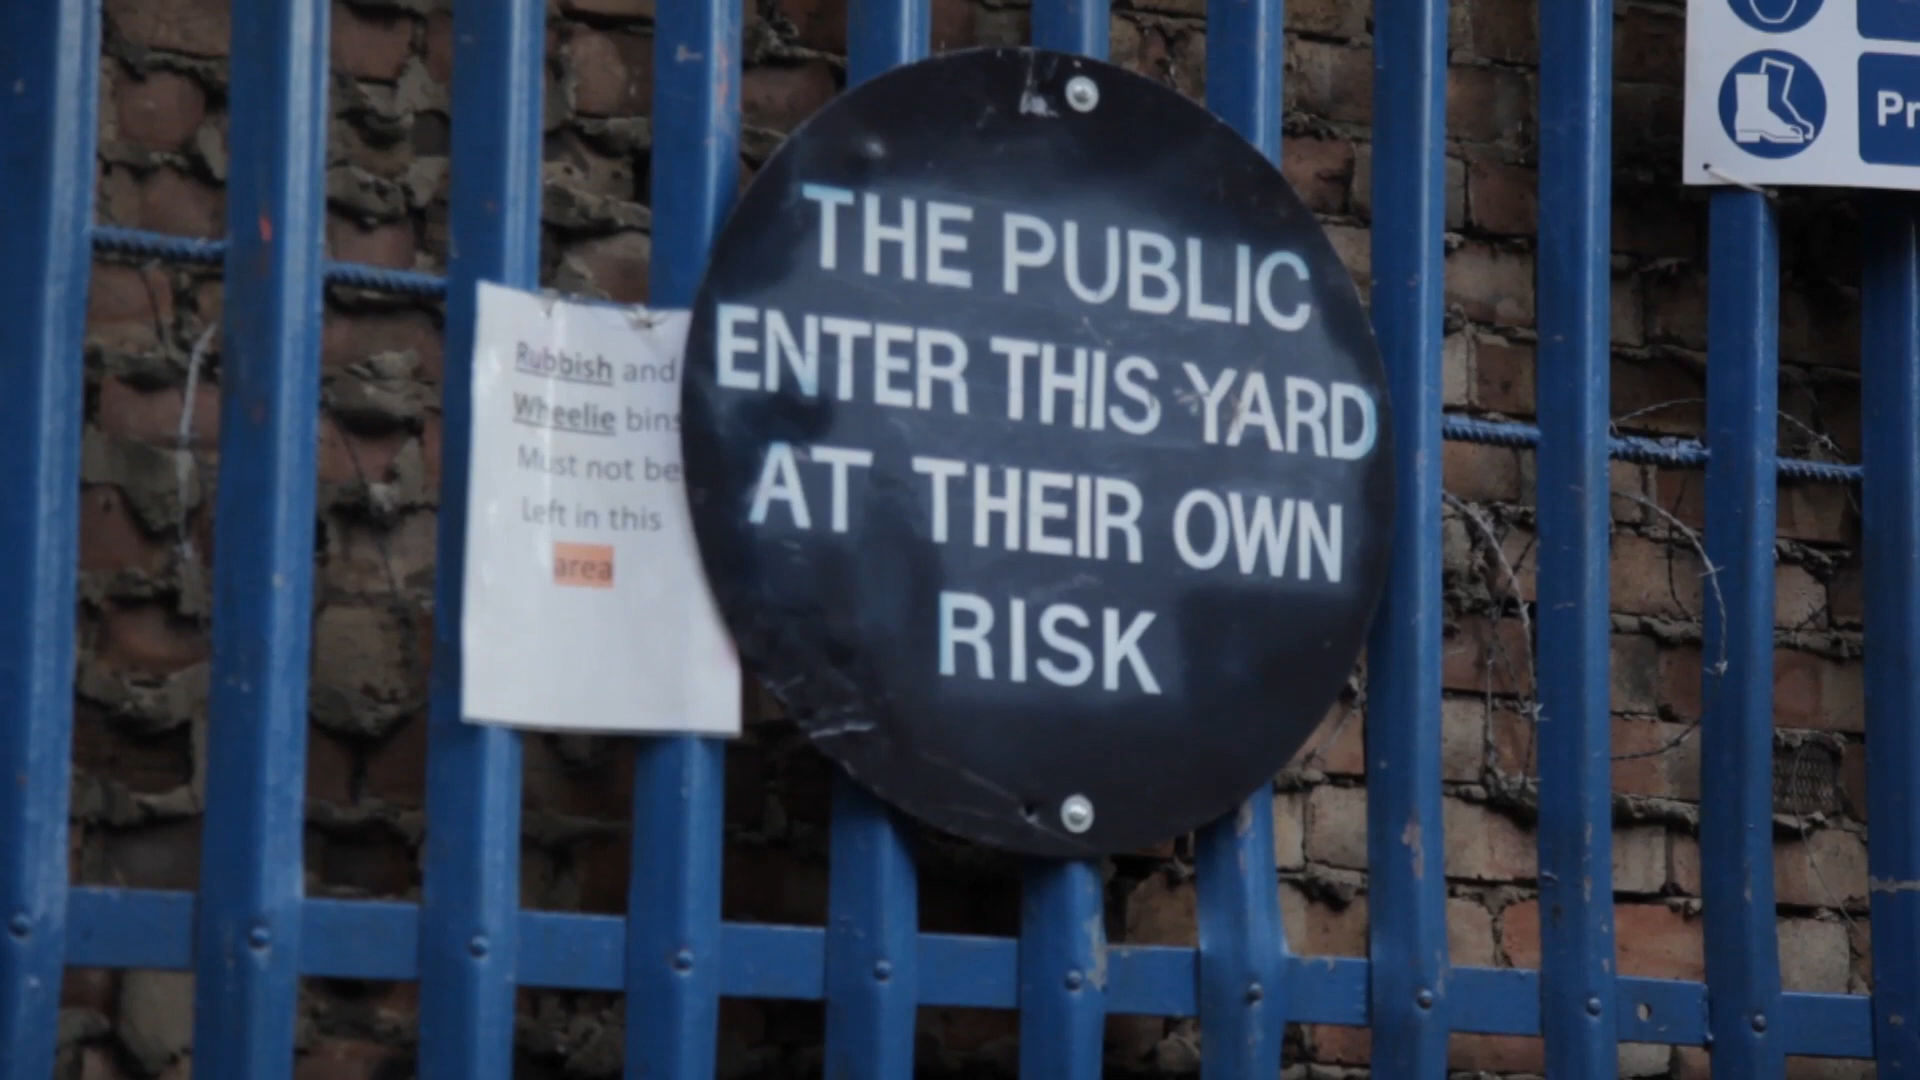 THE PUBLIC
ENTER THIS YARD
AT THEIR OWN
RISK
Rubbish and
Wheelie bins
Must not be
Left in this
area
Pr